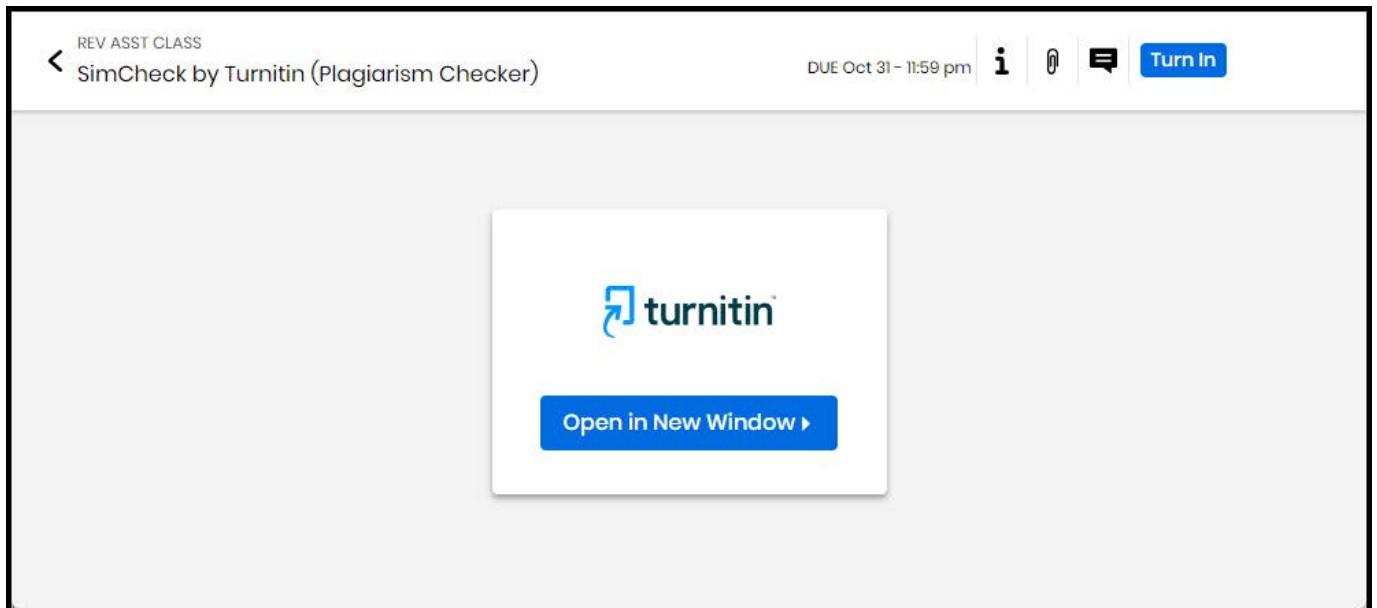 REV ASST CLASS
SimCheck by Turnitin (Plagiarism Checker)
DUE Oct 31 - 11:59 pm
Turn In
turnitin
Open in New Window